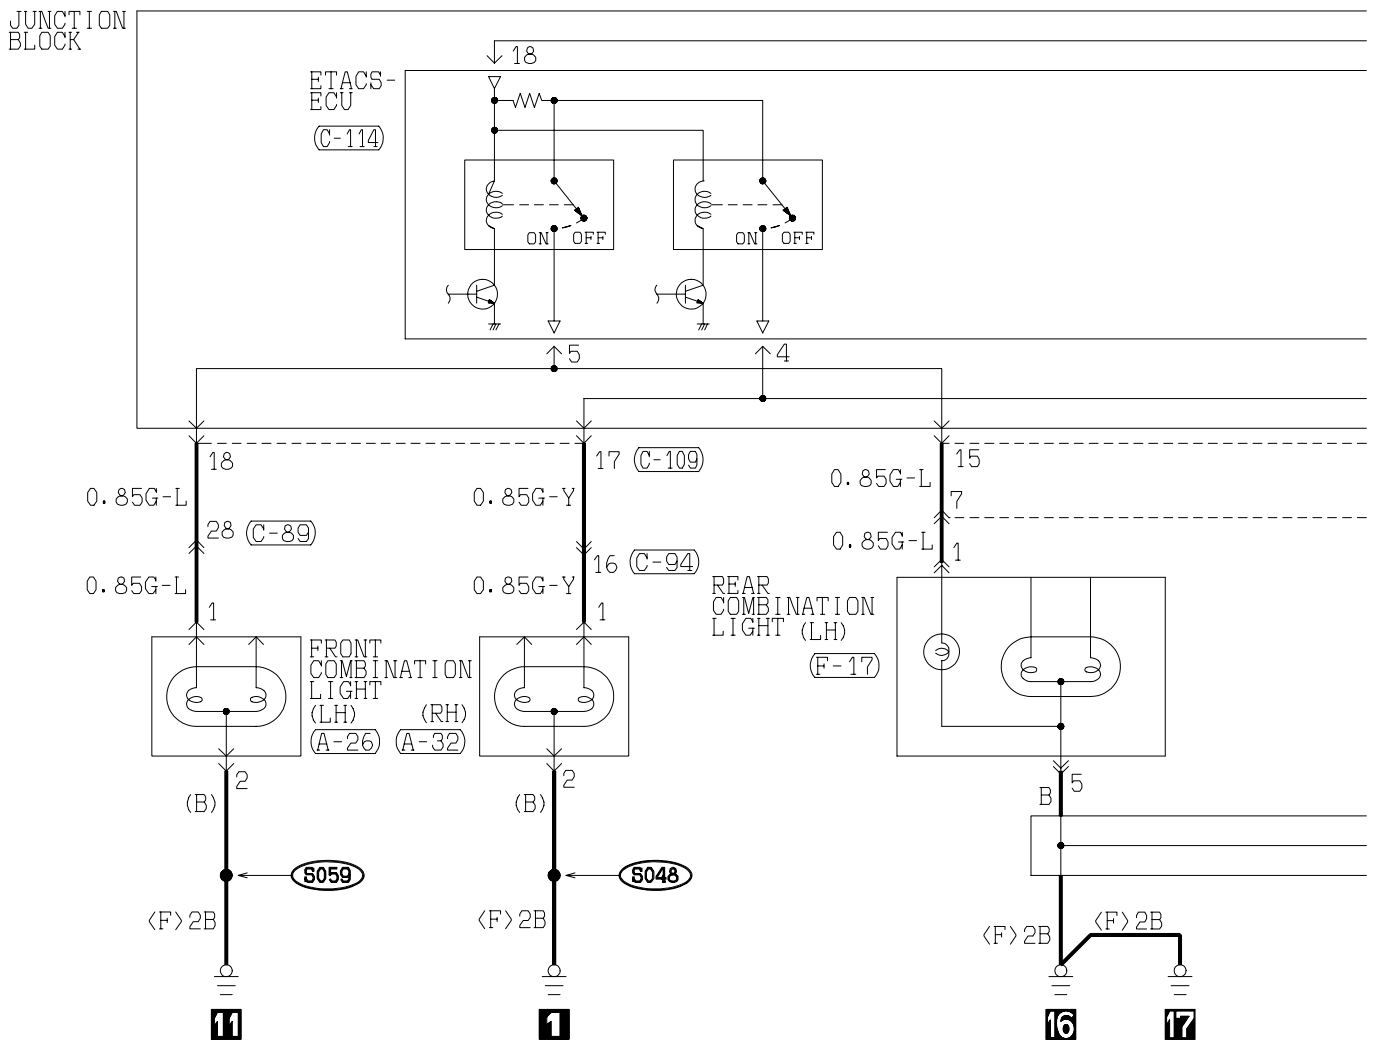 JUNCTION
BLOCK
18
ETACS-
ECU
(C-114)
ON OFF
ON OFF
5
4
18
17 (C-109)
15
0.85G-L
0.85G-Y
0.85G-L
7
28 (C-89)
16 (C-94)
0.85G-L
1
0.85G-L
0.85G-Y
1
1
REAR
COMBINATION
LIGHT (LH)
(F-17)
FRONT
COMBINATION
LIGHT
(LH) (RH)
(A-26) (A-32)
2
2
5
(B)
(B)
B
S059
S048
<F>2B
<F>2B
<F>2B
<F>2B
11
1
16
17